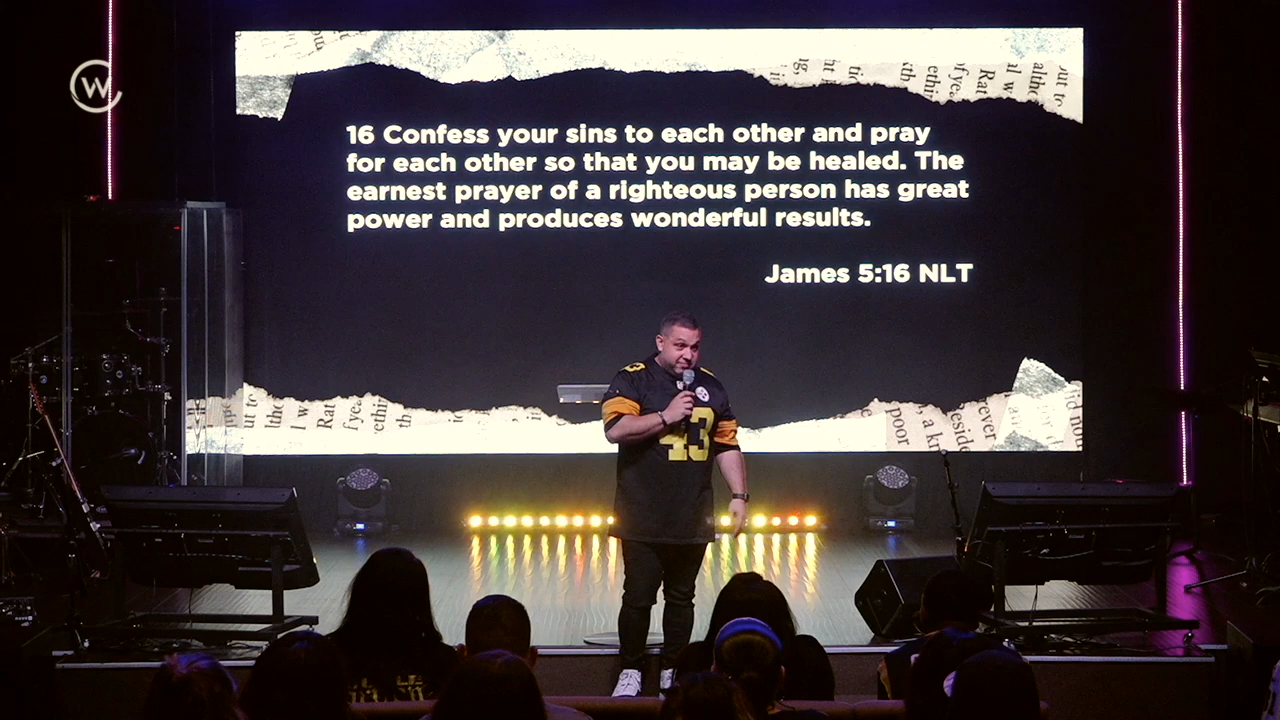 W
16 Confess your sins to each other and pray
for each other so that you may be healed. The
earnest prayer of a righteous person has great
power and produces wonderful results.
James 5:16 NLT
43
poor